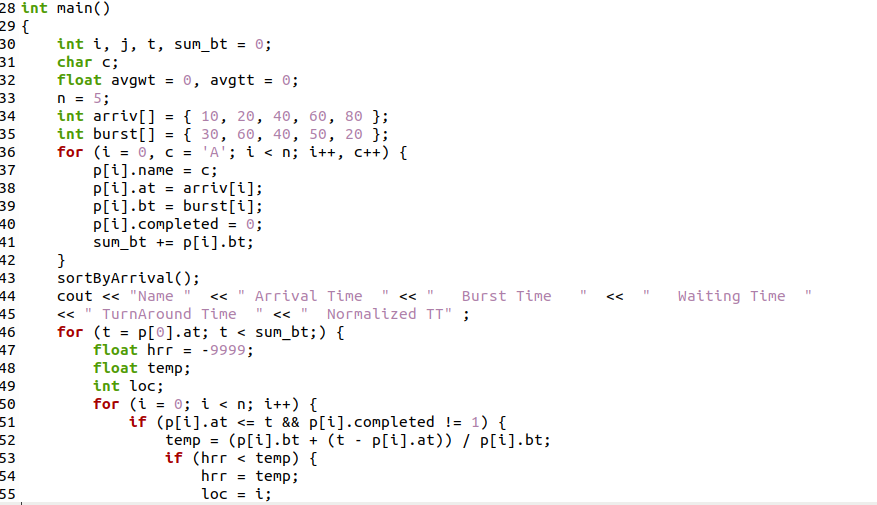 28 int main()
29 {
30     int i, j, t, sum_bt = 0;
31     char c;
32     float avgwt = 0, avgtt = 0;
33     n = 5;
34     int arriv[] = { 10, 20, 40, 60, 80 };
35     int burst[] = { 30, 60, 40, 50, 20 };
36     for (i = 0, c = 'A'; i < n; i++, c++) {
37         p[i].name = c;
38         p[i].at = arriv[i];
39         p[i].bt = burst[i];
40         p[i].completed = 0;
41         sum_bt += p[i].bt;
42     }
43     sortByArrival();
44     cout << "Name "  << " Arrival Time  " << "   Burst Time   "  <<  "   Waiting Time  "
45     << " TurnAround Time  " << "  Normalized TT" ;
46     for (t = p[0].at; t < sum_bt;) {
47         float hrr = -9999;
48         float temp;
49         int loc;
50         for (i = 0; i < n; i++) {
51             if (p[i].at <= t && p[i].completed != 1) {
52                 temp = (p[i].bt + (t - p[i].at)) / p[i].bt;
53                 if (hrr < temp) {
54                     hrr = temp;
55                     loc = i;